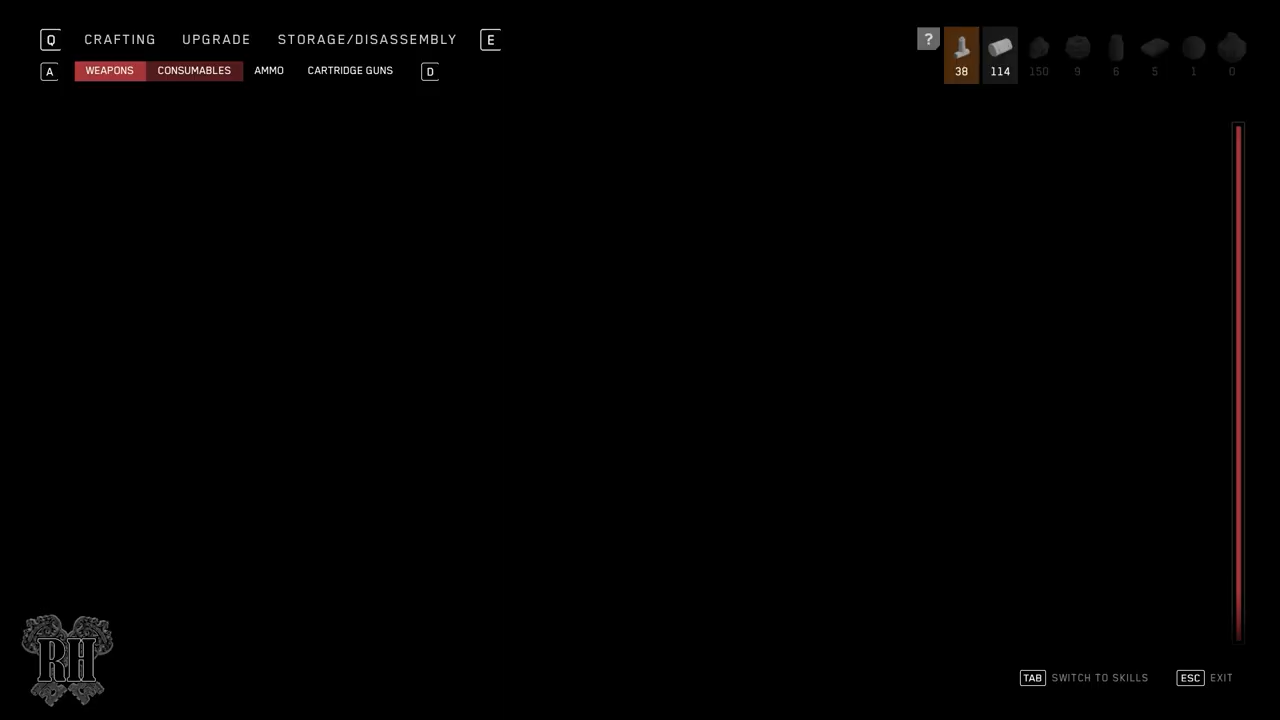 Q CRAFTING UPGRADE STORAGE/DISASSEMBLY E
A WEAPONS CONSUMABLES AMMO CARTRIDGE GUNS D
?
38 114 150 9 6 5 1 0
RH
TAB SWITCH TO SKILLS ESC EXIT